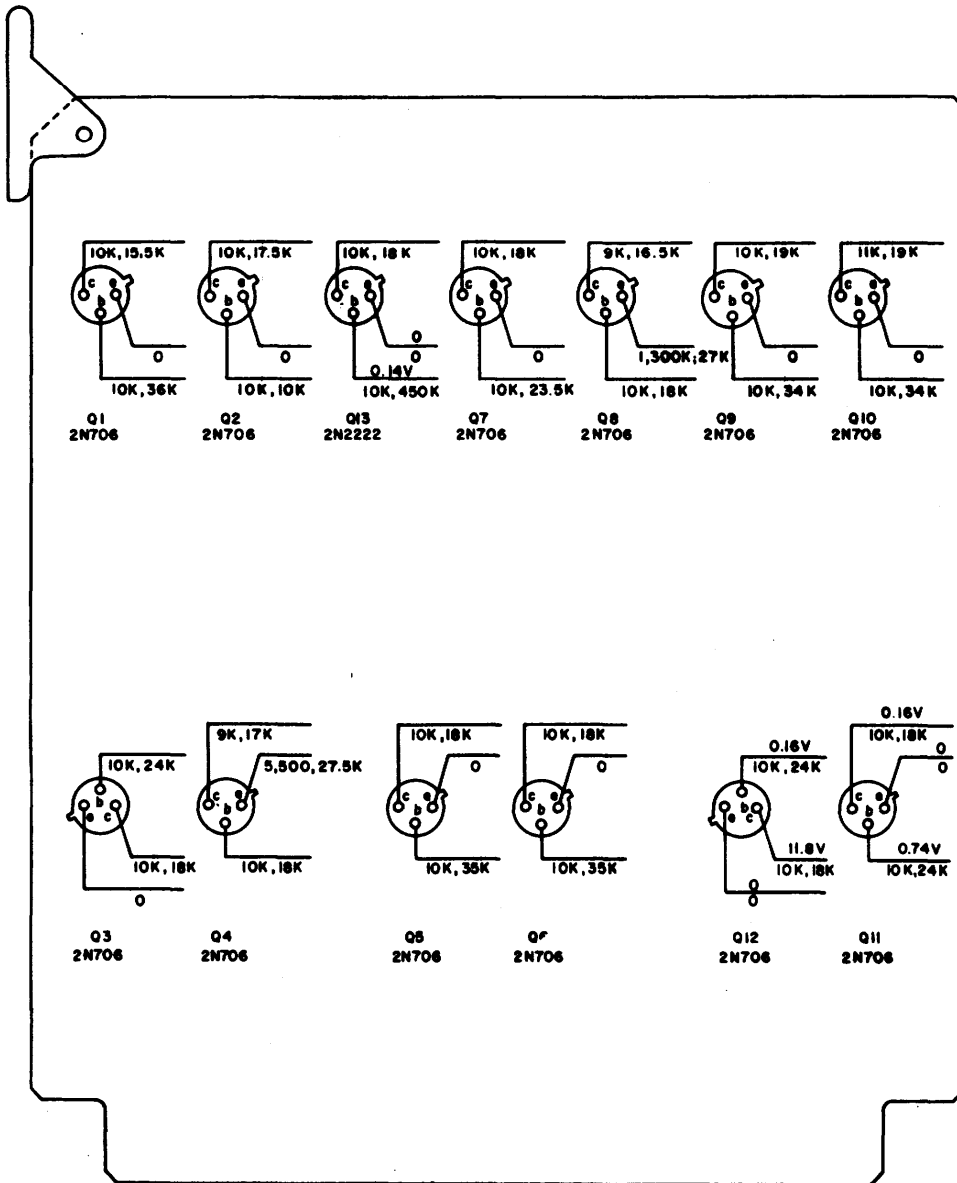 10K, 15.5K
c e
b
0
10K, 36K
Q1
2N706
10K, 17.5K
c e
b
0
10K, 10K
Q2
2N706
10K, 18K
c e
b
0
0
0.14V
10K, 450K
Q13
2N2222
10K, 18K
c e
b
0
10K, 23.5K
Q7
2N706
9K, 16.5K
c e
b
1,300K; 27K
10K, 18K
Q8
2N706
10K, 19K
c e
b
0
10K, 34K
Q9
2N706
11K, 19K
c e
b
0
10K, 34K
Q10
2N706
10K, 24K
b
e c
10K, 18K
0
Q3
2N706
9K, 17K
5,500, 27.5K
c e
b
10K, 18K
Q4
2N706
10K, 18K
0
c e
b
10K, 35K
Q5
2N706
10K, 18K
0
c e
b
10K, 35K
2N706
0.16V
10K, 24K
b
e c
11.8V
10K, 18K
0
0
Q12
2N706
0.16V
10K, 18K
0
0
c e
b
0.74V
10K, 24K
Q11
2N706